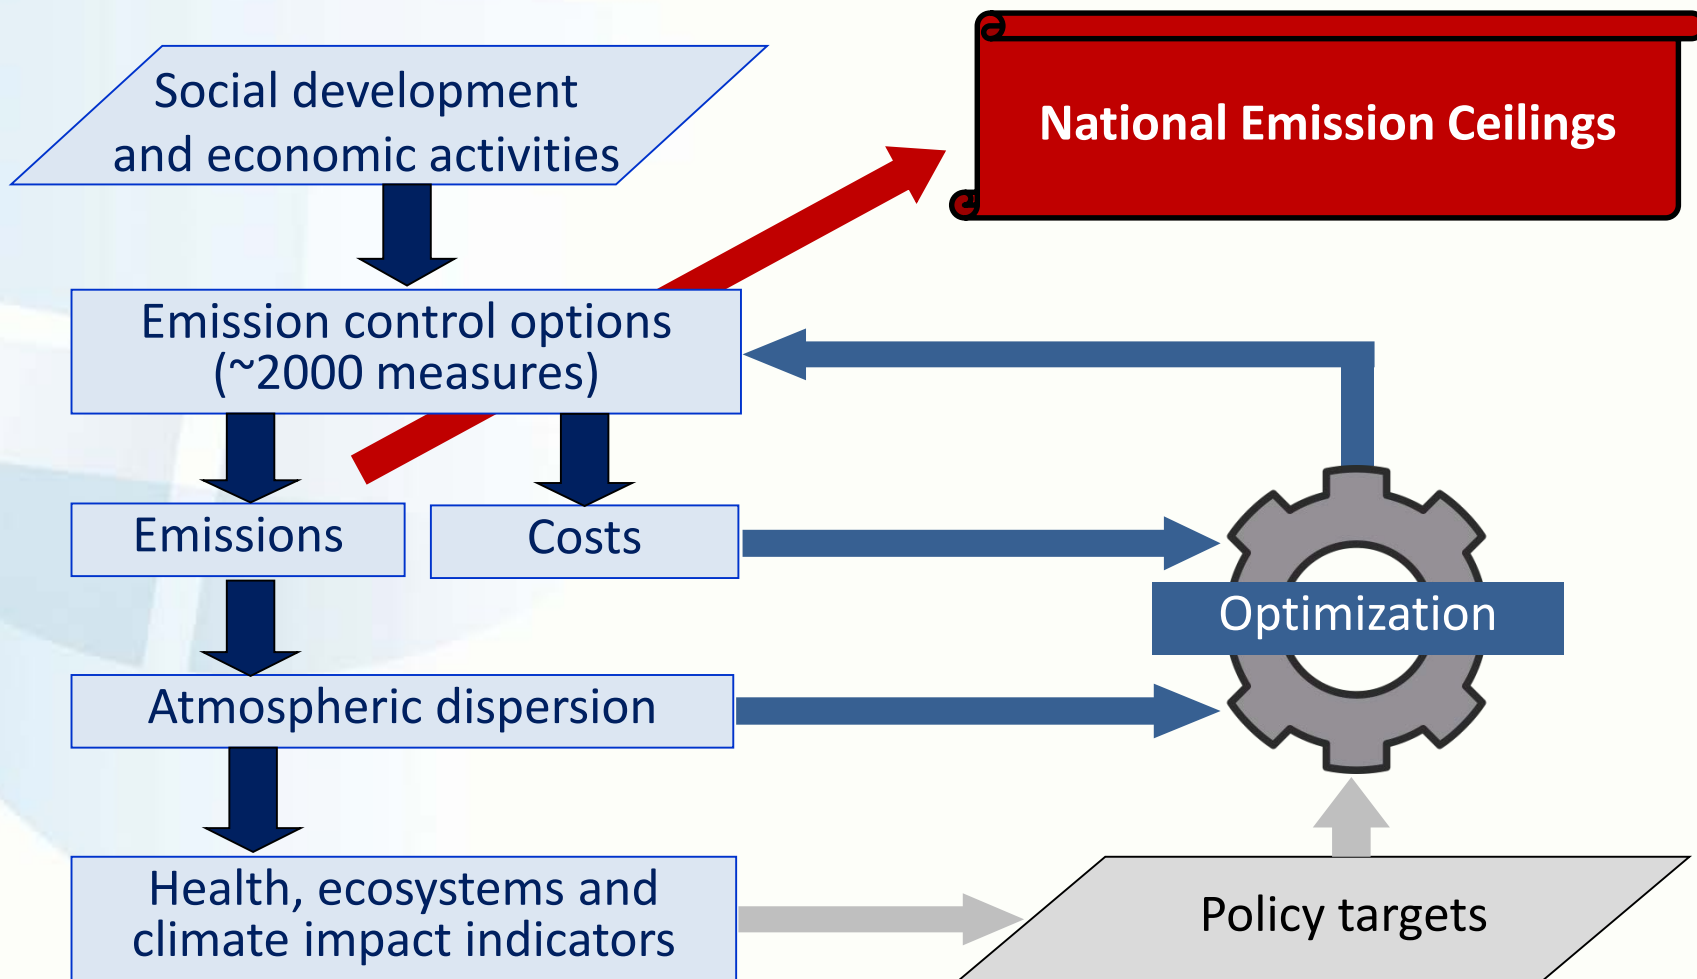 Social development
and economic activities
National Emission Ceilings
Emission control options
(~2000 measures)
Emissions
Costs
Optimization
Atmospheric dispersion
Health, ecosystems and
climate impact indicators
Policy targets